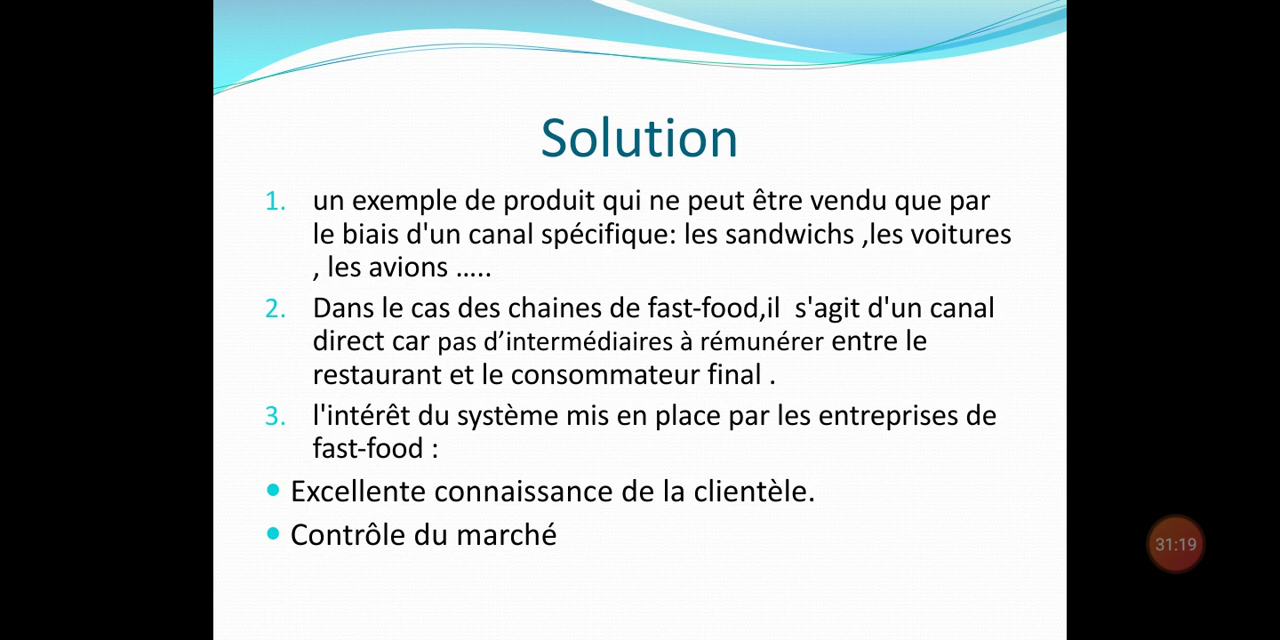 Solution
1. un exemple de produit qui ne peut être vendu que par
le biais d'un canal spécifique: les sandwichs ,les voitures
, les avions …..
2. Dans le cas des chaines de fast-food,il  s'agit d'un canal
direct car pas d’intermédiaires à rémunérer entre le
restaurant et le consommateur final .
3. l'intérêt du système mis en place par les entreprises de
fast-food :
• Excellente connaissance de la clientèle.
• Contrôle du marché
31:19